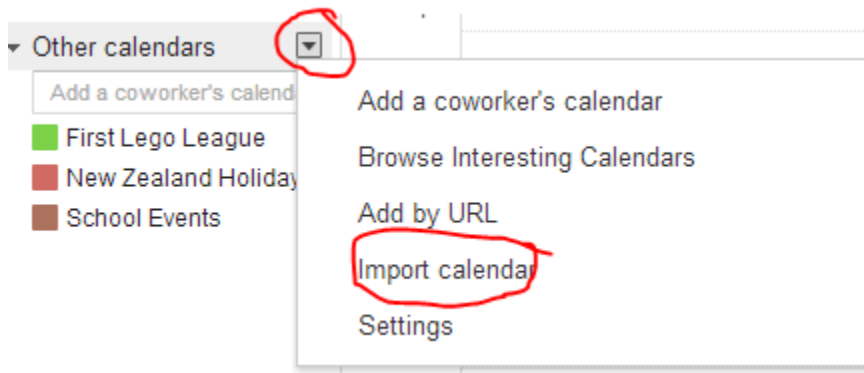 Other calendars
Add a coworker's calend
First Lego League
New Zealand Holiday
School Events
Add a coworker's calendar
Browse Interesting Calendars
Add by URL
Import calendar
Settings